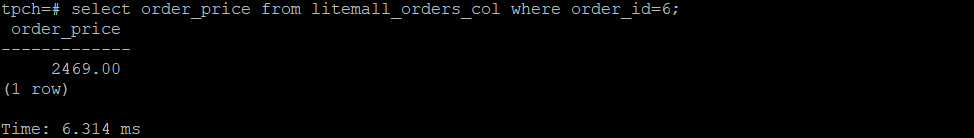 tpch=# select order_price from litemall_orders_col where order_id=6;
 order_price
-------------
     2469.00
(1 row)

Time: 6.314 ms